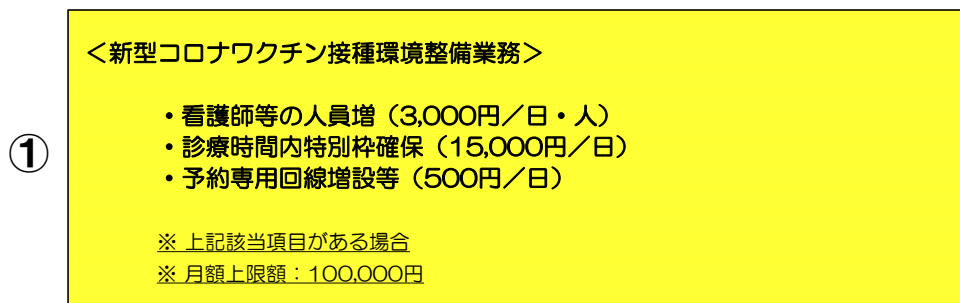 ＜新型コロナワクチン接種環境整備業務＞
・看護師等の人員増（3,000円／日・人）
①
・診療時間内特別枠確保（15,000円／日）
・予約専用回線増設等（500円／日）
※ 上記該当項目がある場合
※ 月額上限額：100,000円